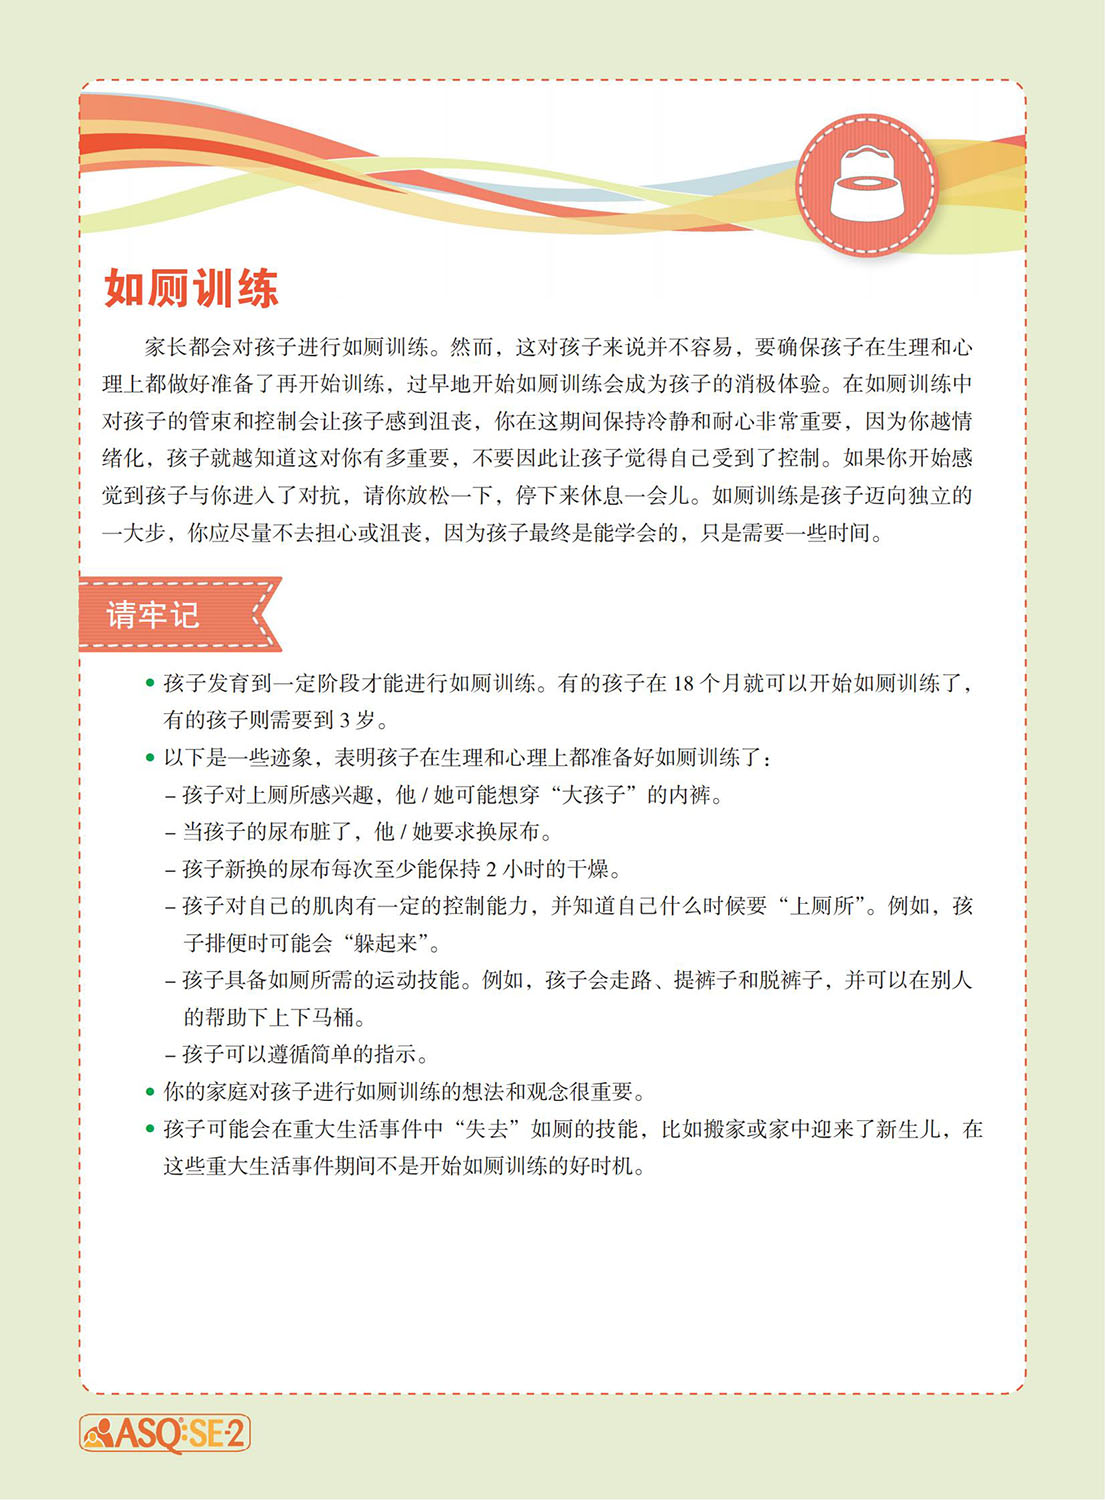 如厕训练
家长都会对孩子进行如厕训练。然而，这对孩子来说并不容易，要确保孩子在生理和心
理上都做好准备了再开始训练，过早地开始如厕训练会成为孩子的消极体验。在如厕训练中
对孩子的管束和控制会让孩子感到沮丧，你在这期间保持冷静和耐心非常重要，因为你越情
绪化，孩子就越知道这对你有多重要，不要因此让孩子觉得自己受到了控制。如果你开始感
觉到孩子与你进入了对抗，请你放松一下，停下来休息一会儿。如厕训练是孩子迈向独立的
一大步，你应尽量不去担心或沮丧，因为孩子最终是能学会的，只是需要一些时间。
请牢记
• 孩子发育到一定阶段才能进行如厕训练。有的孩子在 18 个月就可以开始如厕训练了，
有的孩子则需要到 3 岁。
• 以下是一些迹象，表明孩子在生理和心理上都准备好如厕训练了：
– 孩子对上厕所感兴趣，他 / 她可能想穿“大孩子”的内裤。
– 当孩子的尿布脏了，他 / 她要求换尿布。
– 孩子新换的尿布每次至少能保持 2 小时的干燥。
– 孩子对自己的肌肉有一定的控制能力，并知道自己什么时候要“上厕所”。例如，孩
子排便时可能会“躲起来”。
– 孩子具备如厕所需的运动技能。例如，孩子会走路、提裤子和脱裤子，并可以在别人
的帮助下上下马桶。
– 孩子可以遵循简单的指示。
• 你的家庭对孩子进行如厕训练的想法和观念很重要。
• 孩子可能会在重大生活事件中“失去”如厕的技能，比如搬家或家中迎来了新生儿，在
这些重大生活事件期间不是开始如厕训练的好时机。
ASQ:SE-2